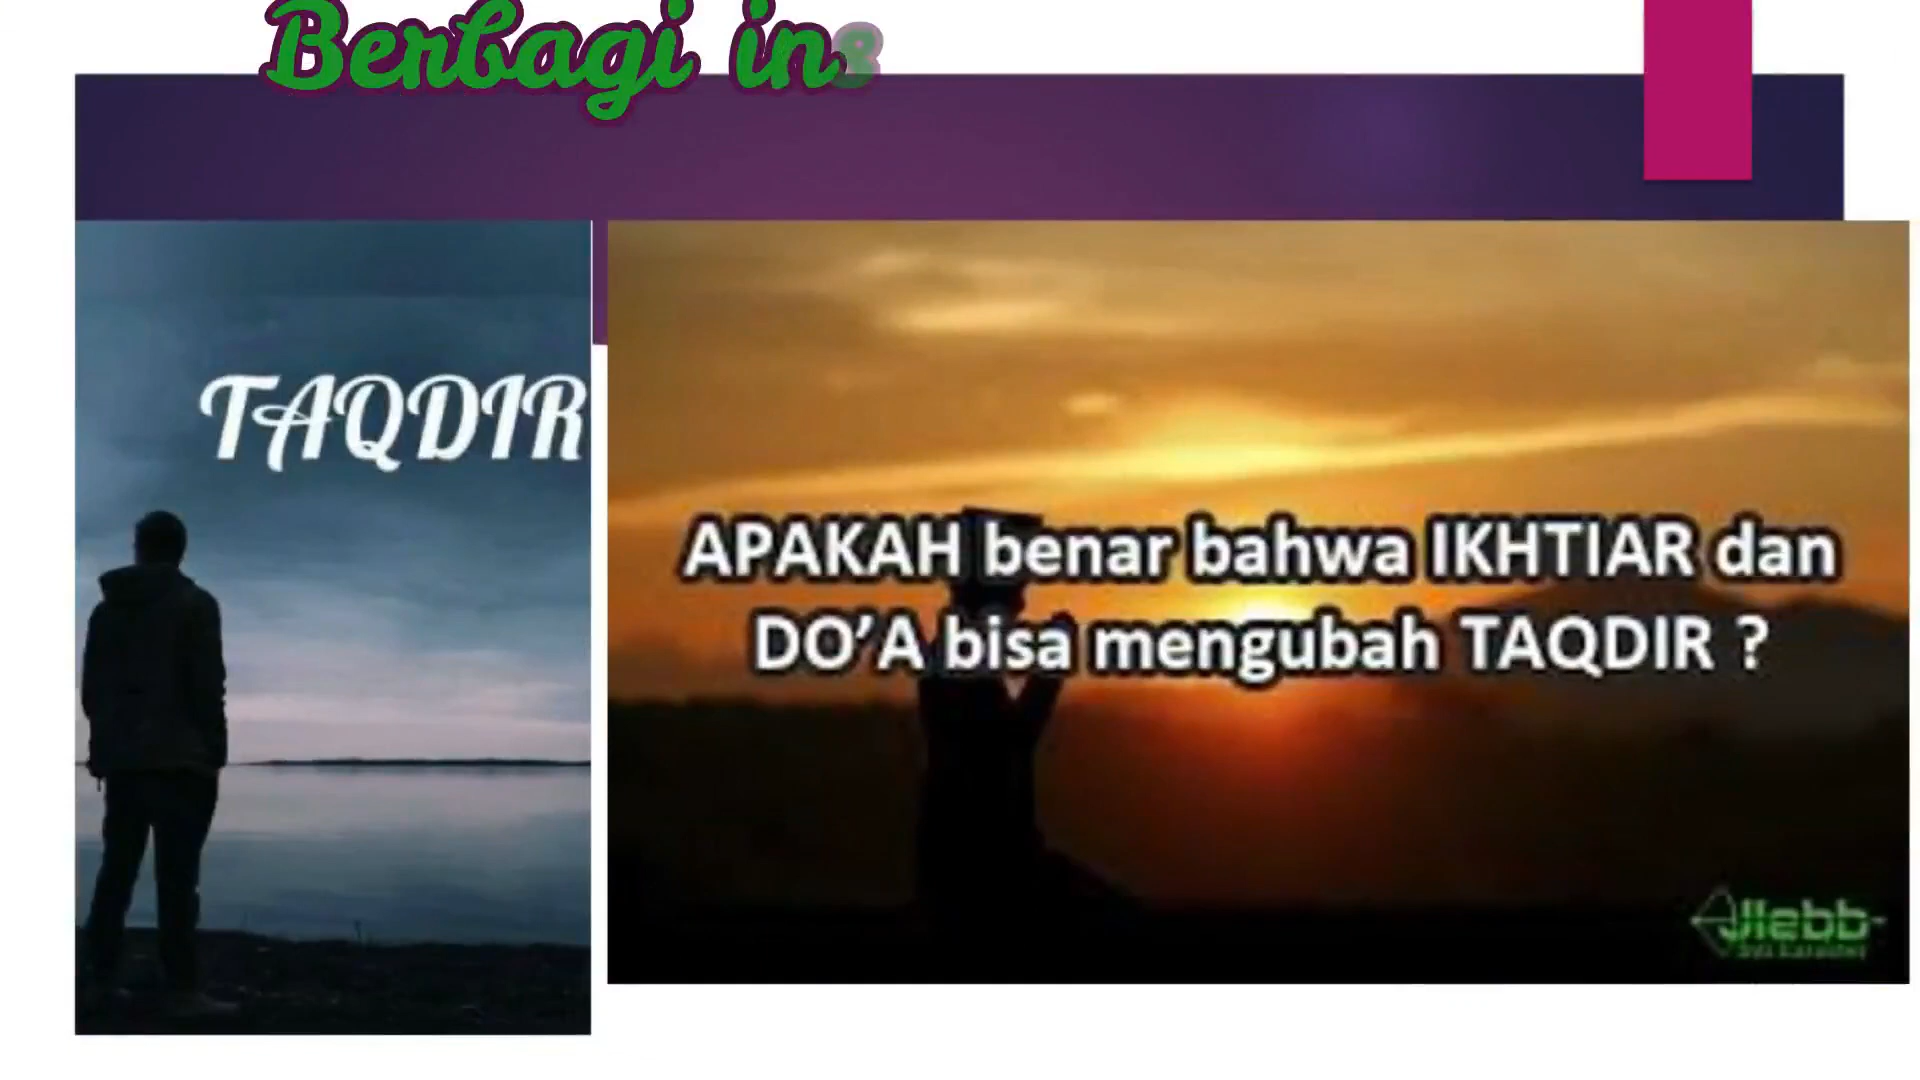 Berbagi in
TAQDIR
APAKAH benar bahwa IKHTIAR dan
DO’A bisa mengubah TAQDIR ?
Jlebb